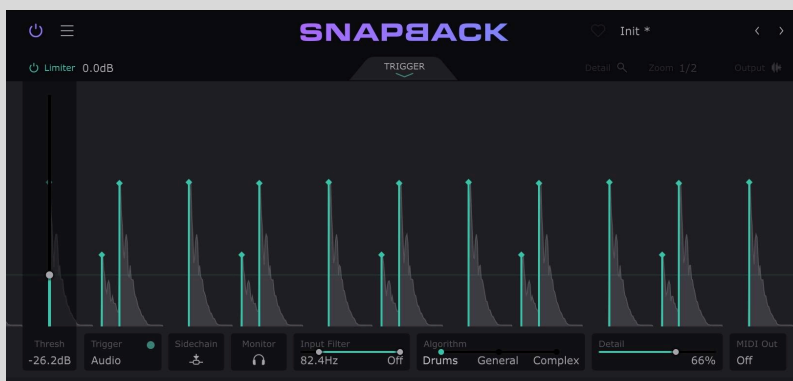 SNAPBACK
Init *
Limiter 0.0dB
TRIGGER
Detail
Zoom 1/2
Output
Thresh
-26.2dB
Trigger
Audio
Sidechain
Monitor
Input Filter
82.4Hz
Off
Algorithm
Drums General Complex
Detail
66%
MIDI Out
Off